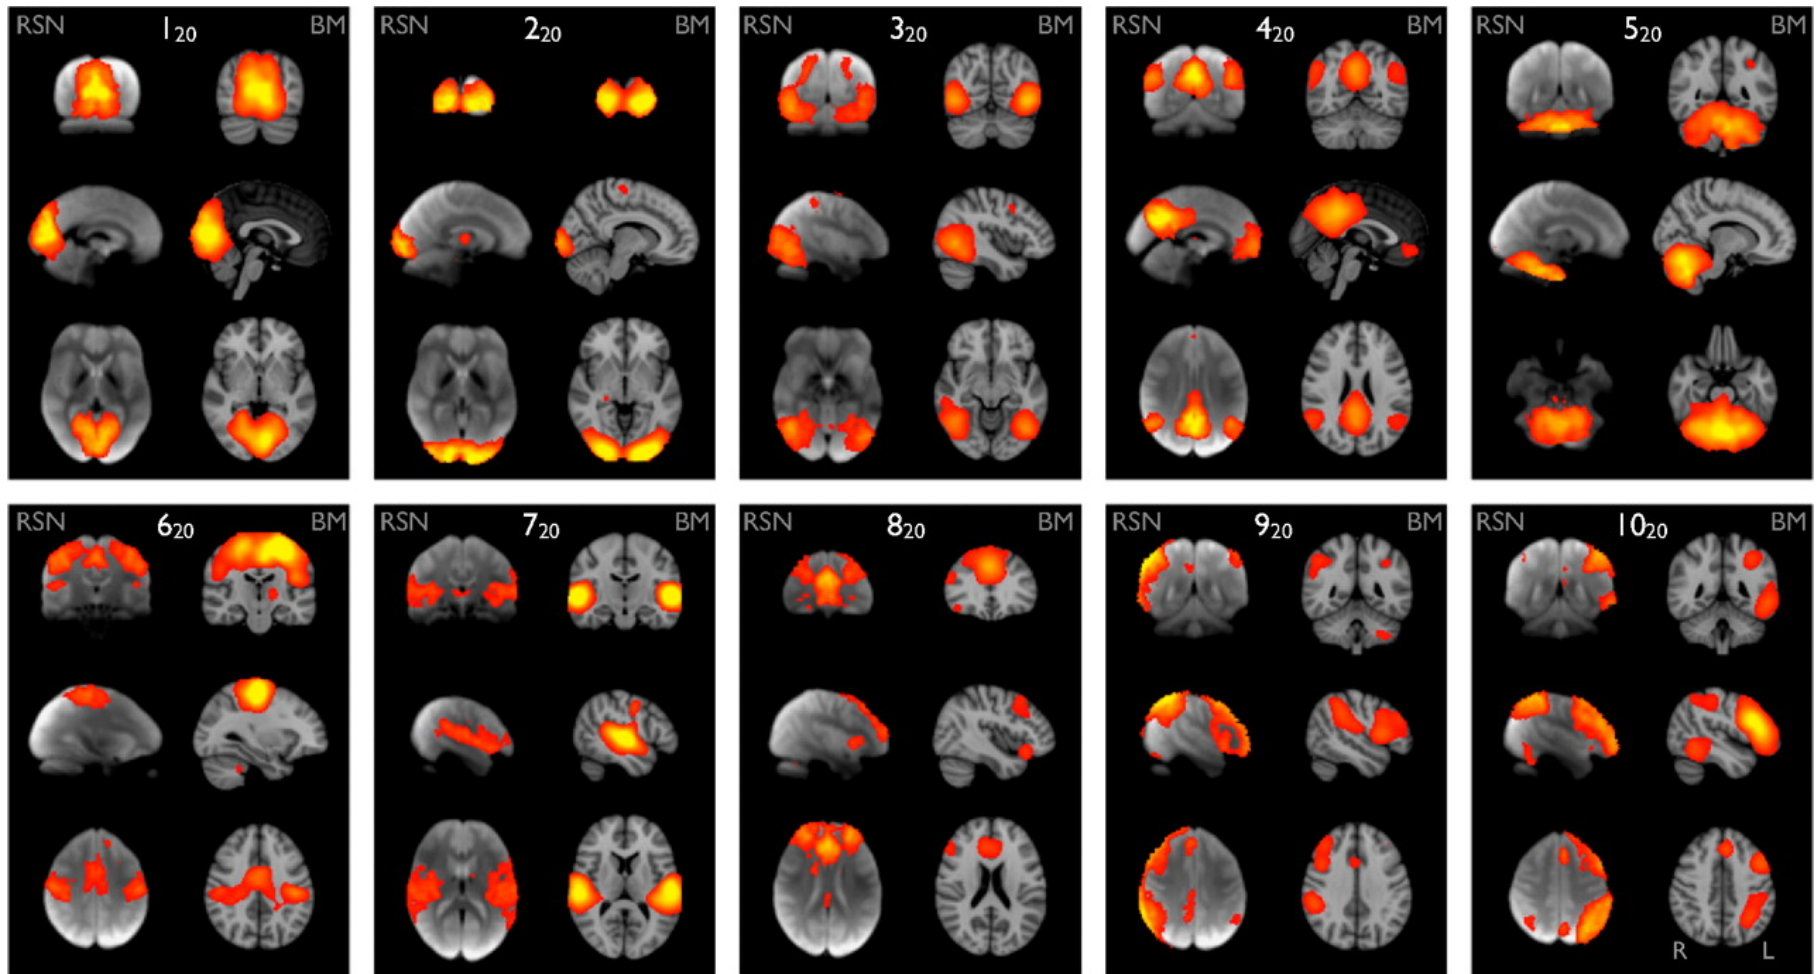 RSN 1₂₀ BM
RSN 2₂₀ BM
RSN 3₂₀ BM
RSN 4₂₀ BM
RSN 5₂₀ BM
RSN 6₂₀ BM
RSN 7₂₀ BM
RSN 8₂₀ BM
RSN 9₂₀ BM
RSN 10₂₀ BM
R L